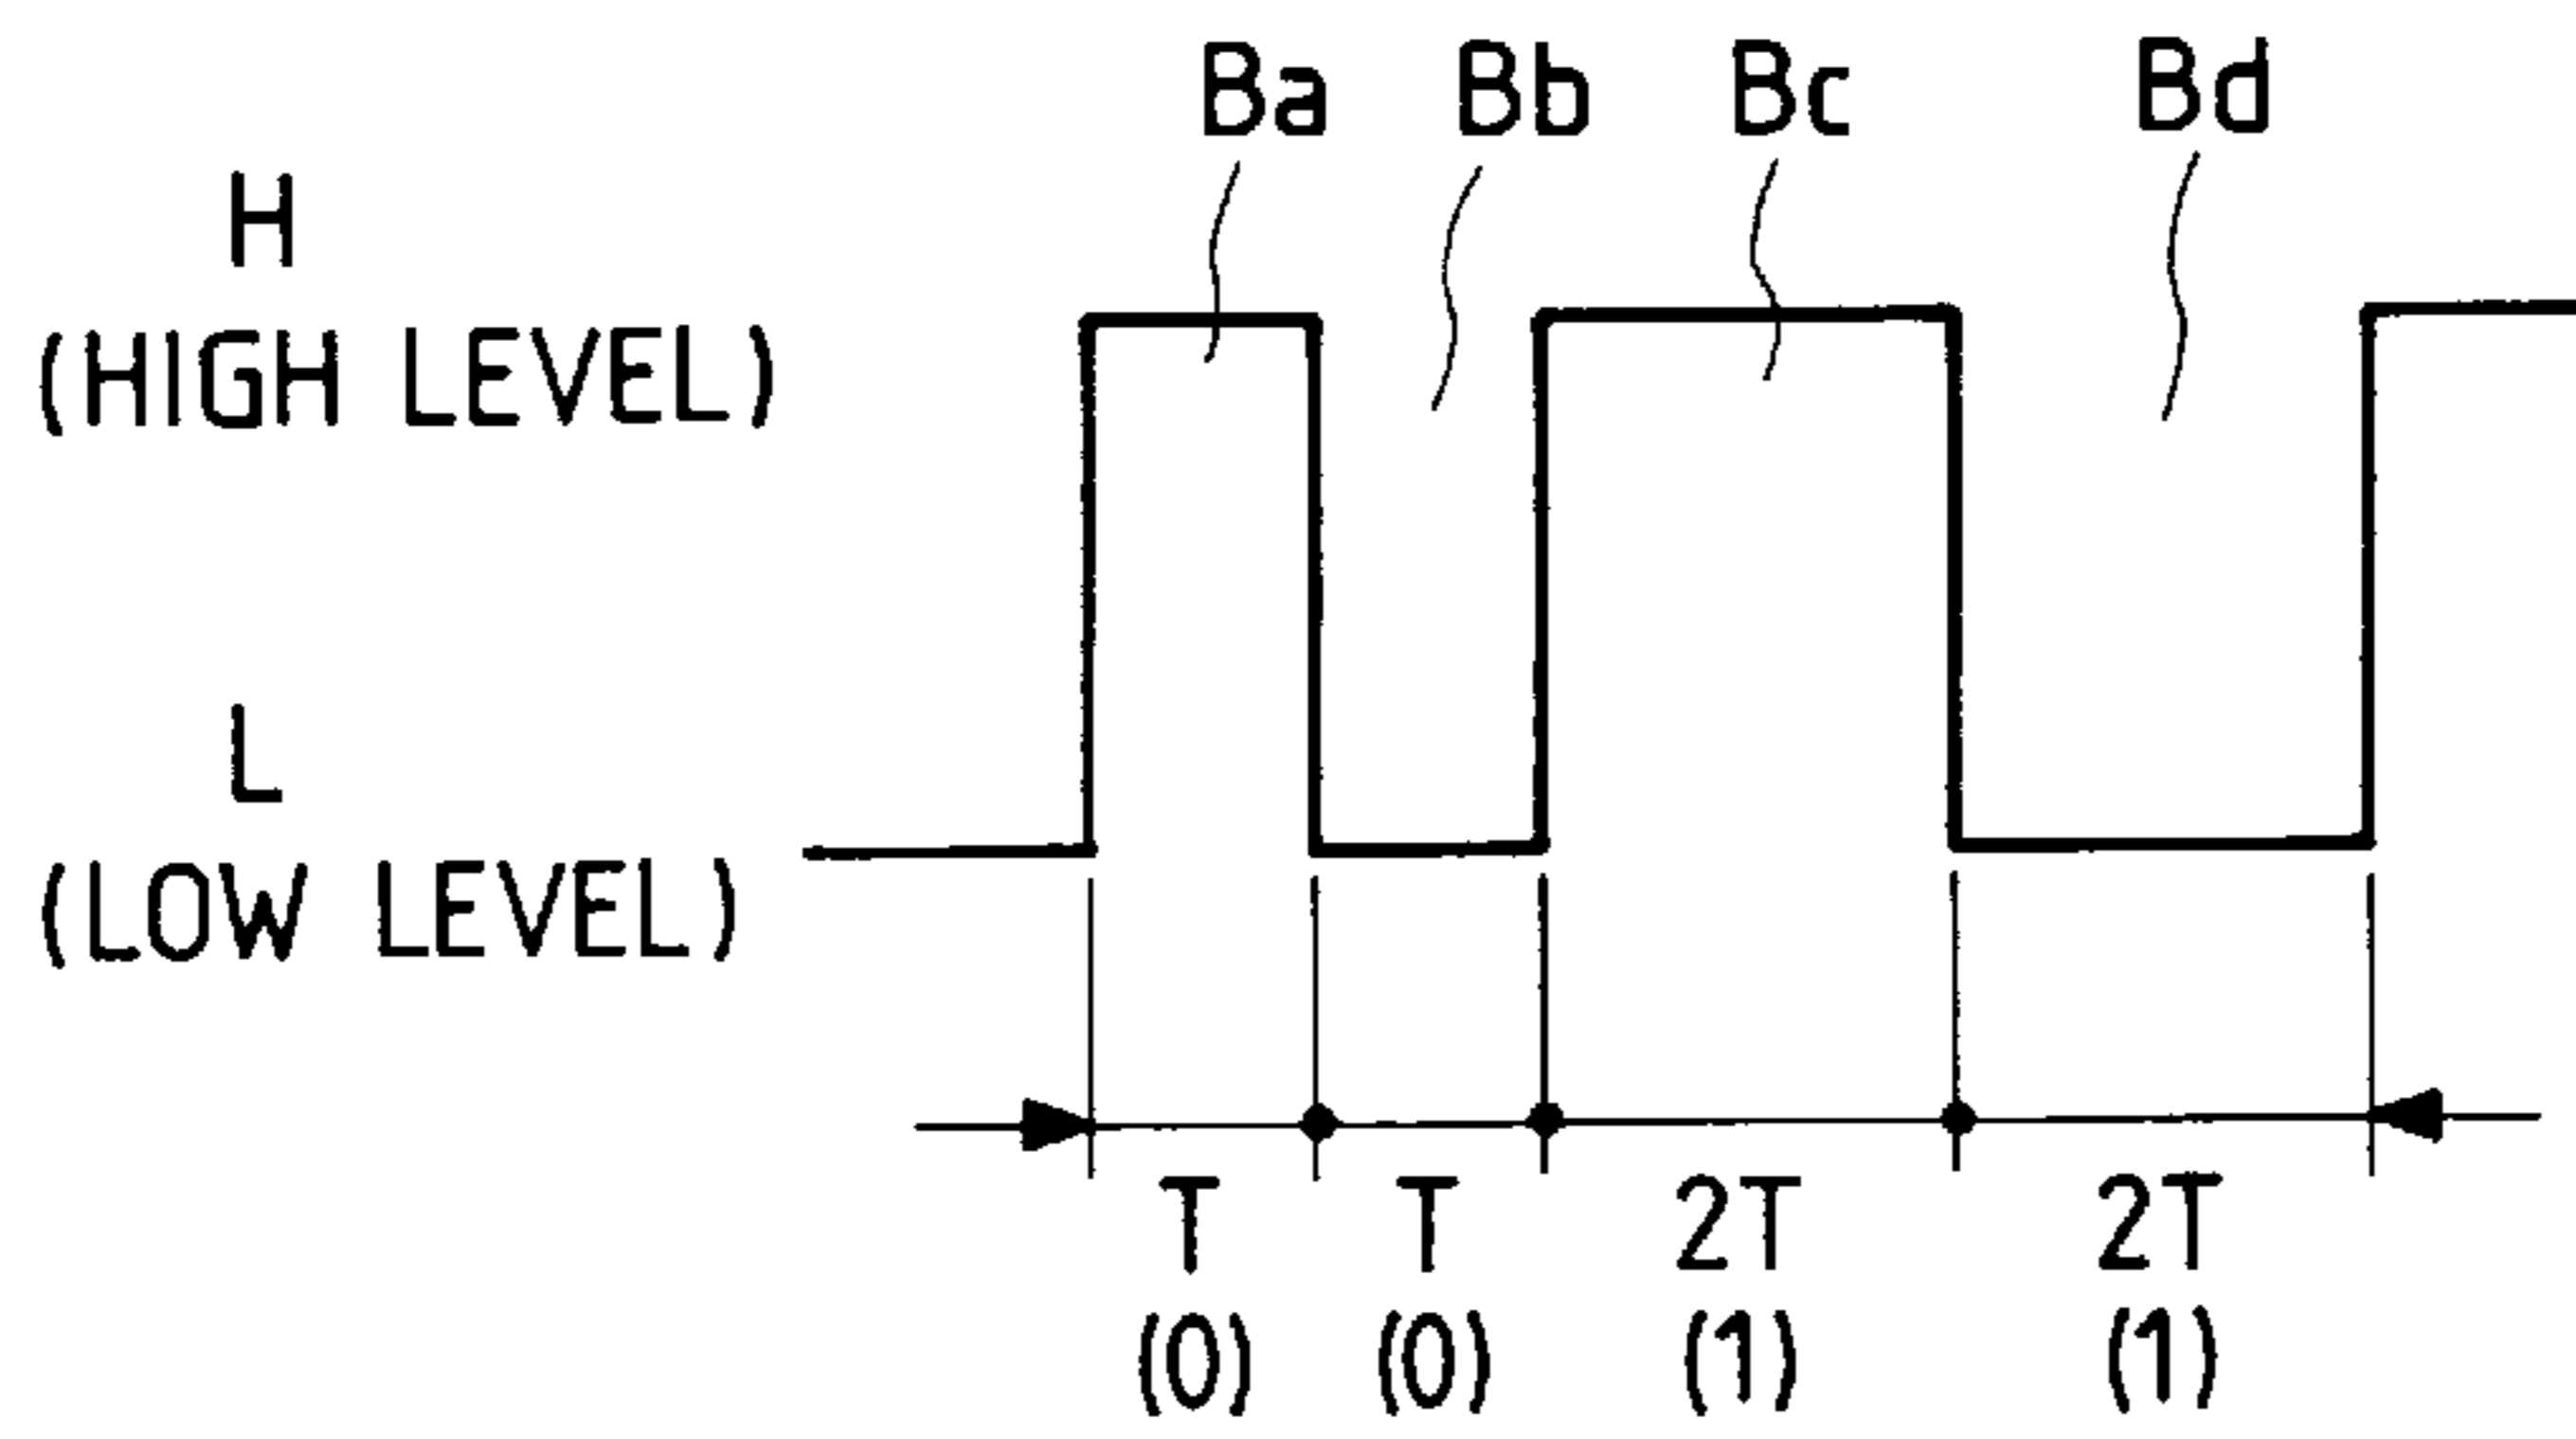 Ba Bb Bc Bd
H
(HIGH LEVEL)
L
(LOW LEVEL)
T T 2T 2T
(0) (0) (1) (1)